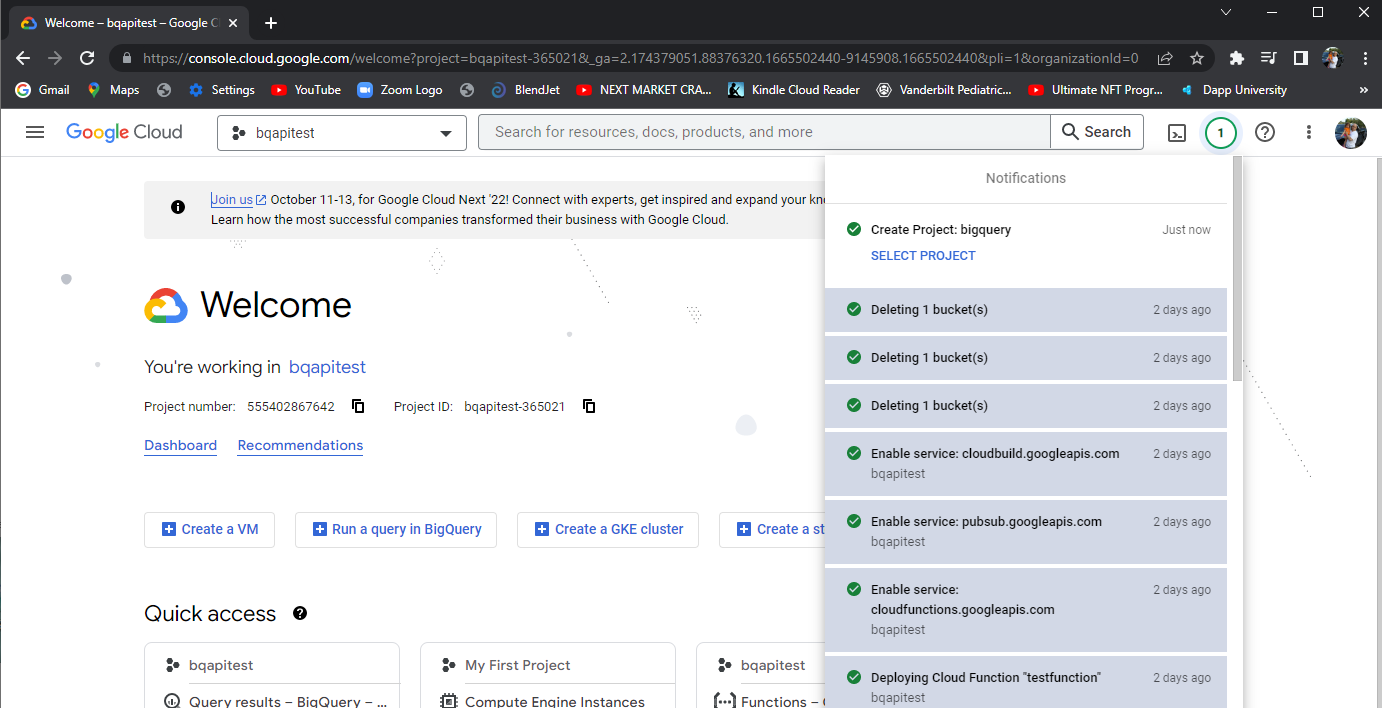 Welcome – bqapitest – Google C
https://console.cloud.google.com/welcome?project=bqapitest-365021&_ga=2.174379051.88376320.1665502440-9145908.1665502440&pli=1&organizationId=0
Gmail Maps Settings YouTube Zoom Logo BlendJet NEXT MARKET CRA... Kindle Cloud Reader Vanderbilt Pediatric... Ultimate NFT Progr... Dapp University »
Google Cloud bqapitest Search for resources, docs, products, and more Search 1
Join us October 11-13, for Google Cloud Next '22! Connect with experts, get inspired and expand your kno
Learn how the most successful companies transformed their business with Google Cloud.
Welcome
You're working in bqapitest
Project number: 555402867642 Project ID: bqapitest-365021
Dashboard Recommendations
Create a VM Run a query in BigQuery Create a GKE cluster Create a st
Quick access
bqapitest
Query results – BigQuery – ...
My First Project
Compute Engine Instances
bqapitest
Functions –
Notifications
Create Project: bigquery Just now
SELECT PROJECT
Deleting 1 bucket(s) 2 days ago
Deleting 1 bucket(s) 2 days ago
Deleting 1 bucket(s) 2 days ago
Enable service: cloudbuild.googleapis.com 2 days ago
bqapitest
Enable service: pubsub.googleapis.com 2 days ago
bqapitest
Enable service: 2 days ago
cloudfunctions.googleapis.com
bqapitest
Deploying Cloud Function "testfunction" 2 days ago
bqapitest